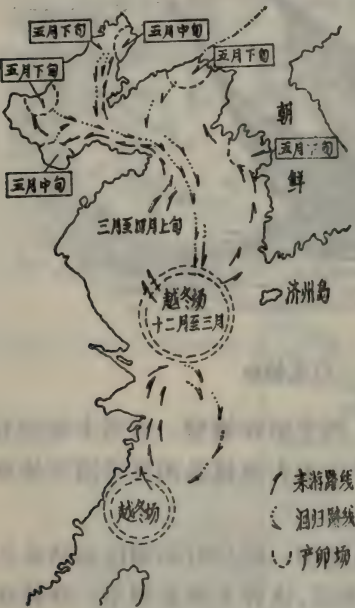 五月下旬
五月中旬
五月下旬
五月下旬
五月中旬
朝
五月下旬
鲜
三月至四月上旬
越冬场
十二月至三月
济州岛
越冬场
来游路线
洄归路线
产卵场